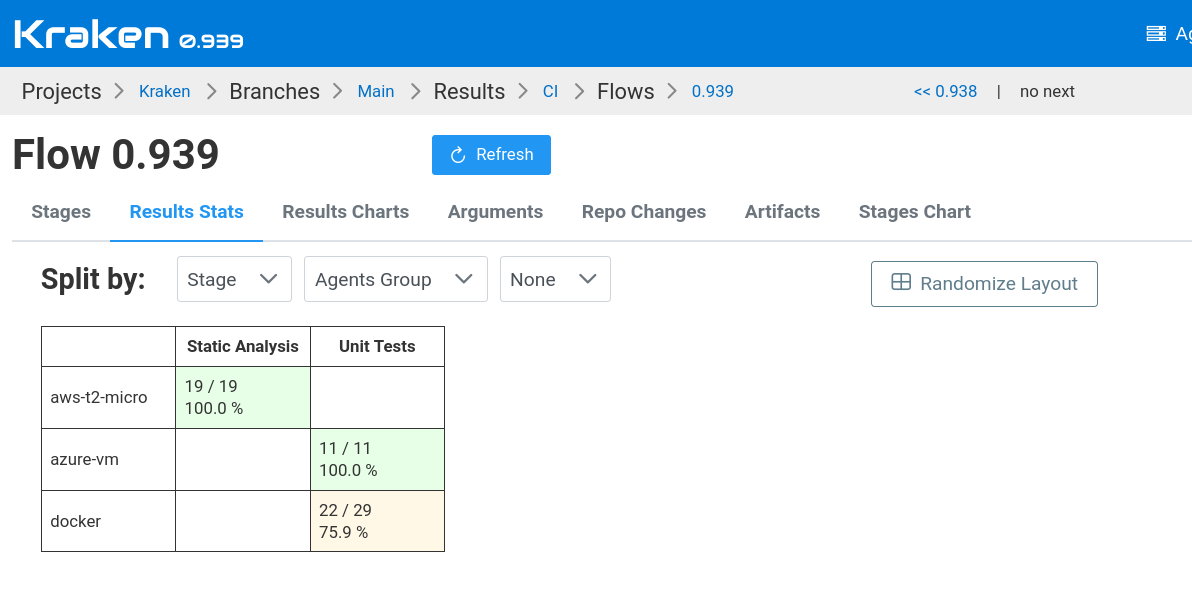 Kraken 0.939
Projects > Kraken > Branches > Main > Results > CI > Flows > 0.939 << 0.938 | no next
Flow 0.939 Refresh
Stages Results Stats Results Charts Arguments Repo Changes Artifacts Stages Chart
Split by: Stage Agents Group None Randomize Layout
Static Analysis Unit Tests
aws-t2-micro 19 / 19
100.0 %
azure-vm 11 / 11
100.0 %
docker 22 / 29
75.9 %